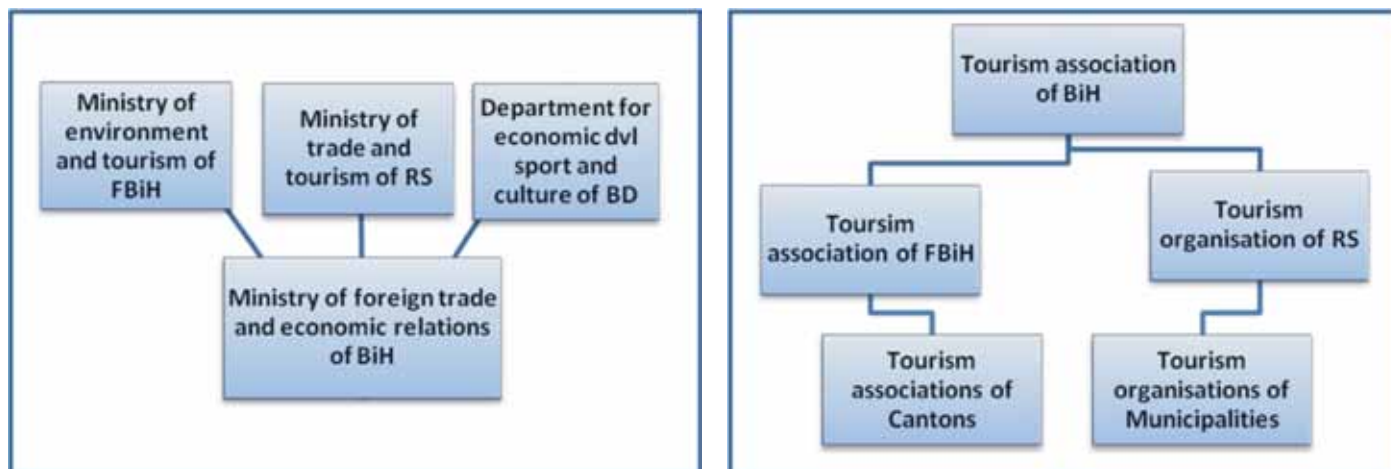 Ministry of
environment
and tourism of
FBiH
Ministry of
trade and
tourism of RS
Department for
economic dvl
sport and
culture of BD
Ministry of foreign trade
and economic relations
of BiH
Tourism association
of BiH
Toursim
association of FBiH
Tourism
organisation of RS
Tourism
associations of
Cantons
Tourism
organisations of
Municipalities